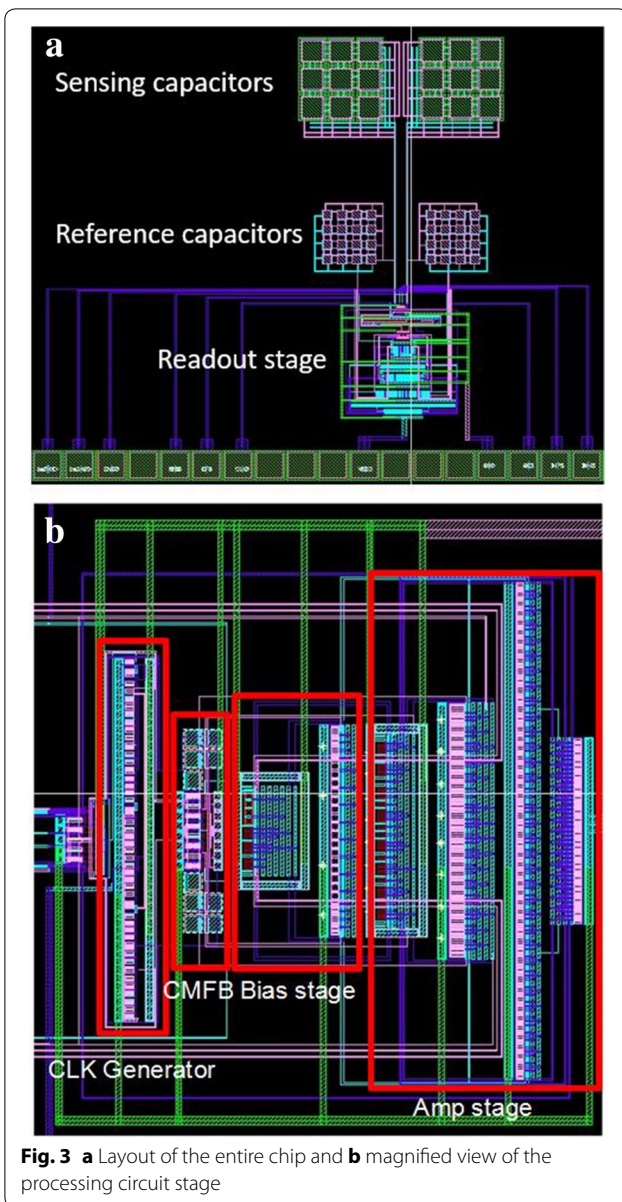 a
Sensing capacitors
Reference capacitors
Readout stage
b
CMFB Bias stage
CLK Generator
Amp stage
Fig. 3 a Layout of the entire chip and b magnified view of the
processing circuit stage